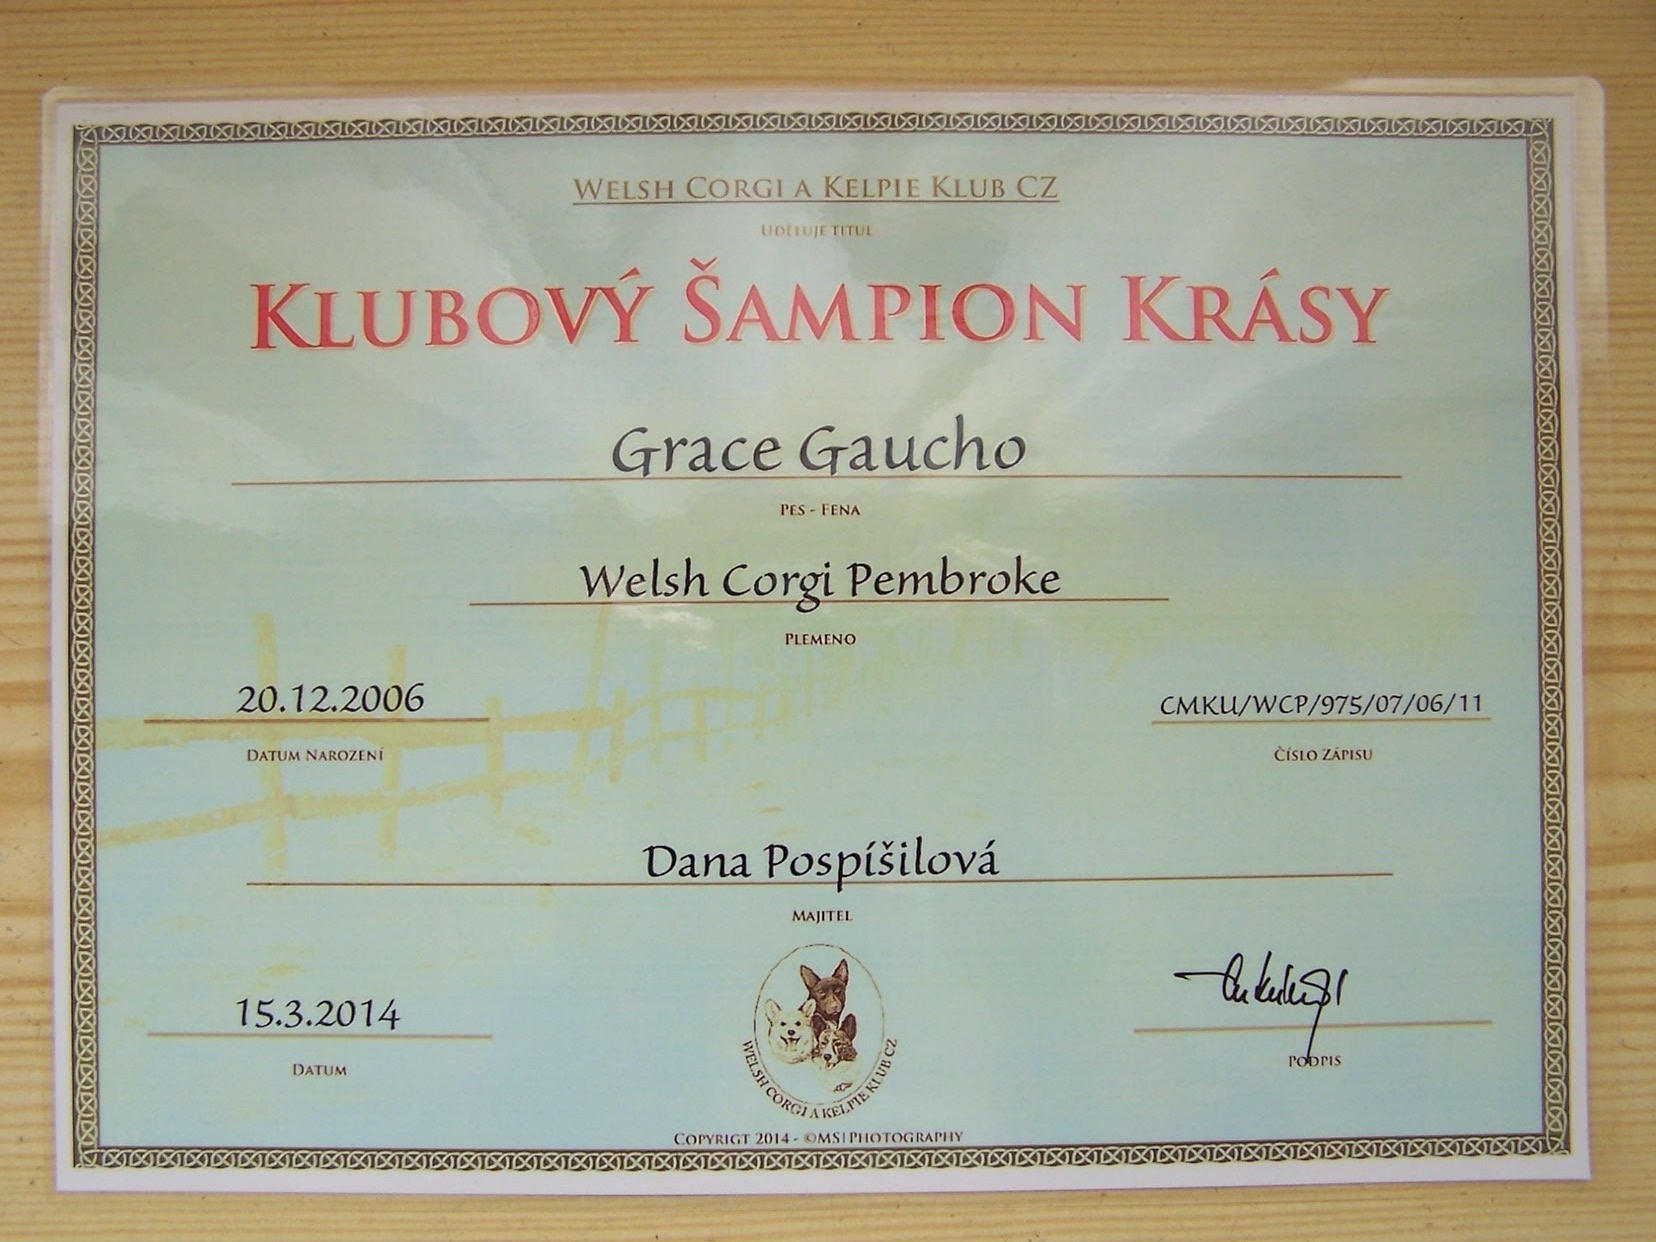 Welsh Corgi a Kelpie Klub CZ
uděluje titul
Klubový Šampion Krásy
Grace Gaucho
Pes - Fena
Welsh Corgi Pembroke
Plemeno
20.12.2006
CMKU/WCP/975/07/06/11
Datum Narození
Číslo Zápisu
Dana Pospíšilová
Majitel
15.3.2014
Datum
Podpis
WELSH CORGI A KELPIE KLUB CZ
Copyrigt 2014 - ©MSIPhotography